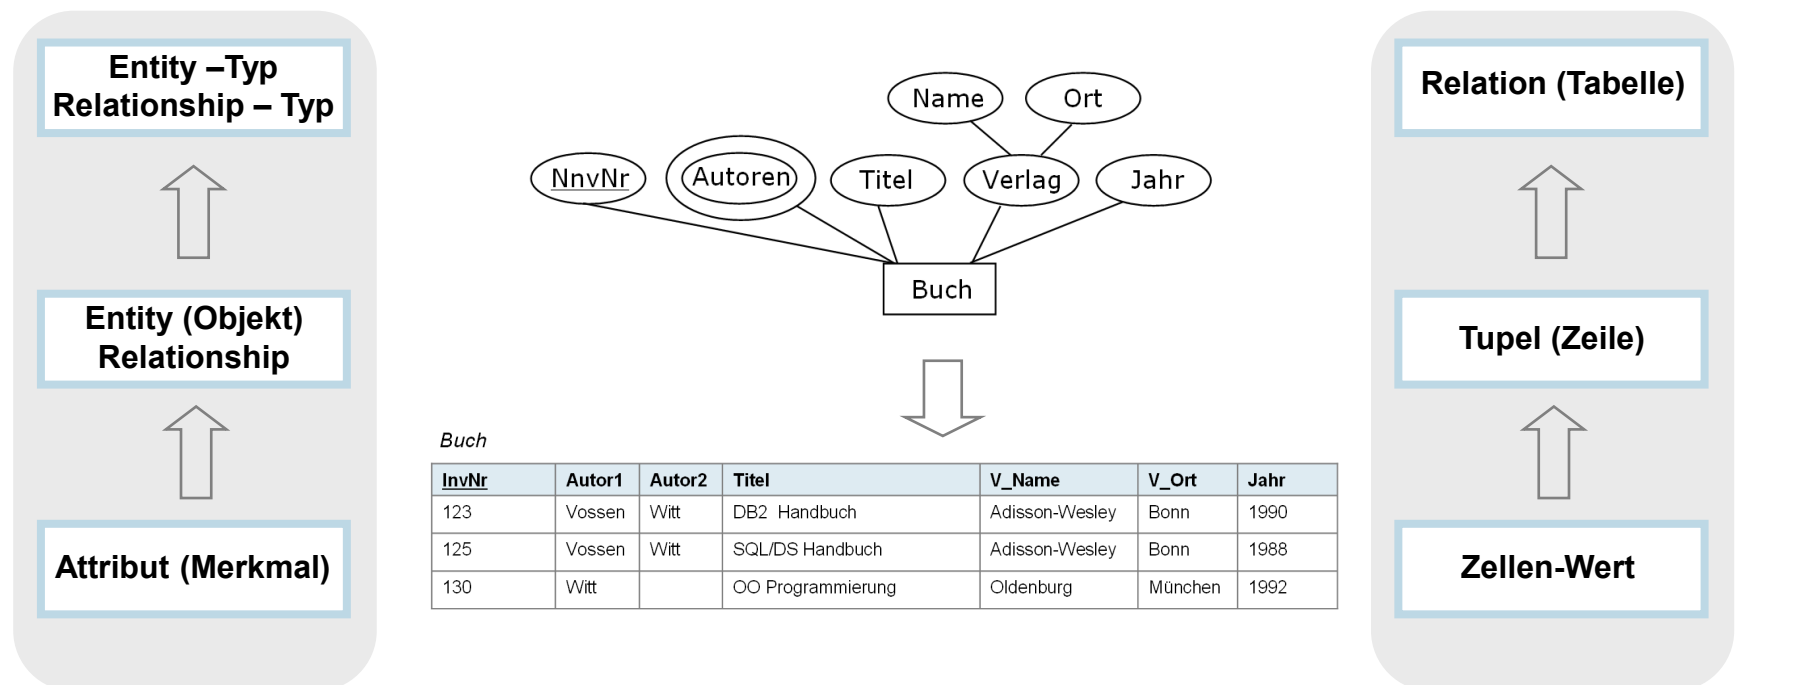 Entity –Typ
Relationship – Typ
Entity (Objekt)
Relationship
Attribut (Merkmal)
Name
Ort
NnvNr
Autoren
Titel
Verlag
Jahr
Buch
Buch
InvNr Autor1 Autor2 Titel V_Name V_Ort Jahr
123 Vossen Witt DB2 Handbuch Adisson-Wesley Bonn 1990
125 Vossen Witt SQL/DS Handbuch Adisson-Wesley Bonn 1988
130 Witt OO Programmierung Oldenburg München 1992
Relation (Tabelle)
Tupel (Zeile)
Zellen-Wert